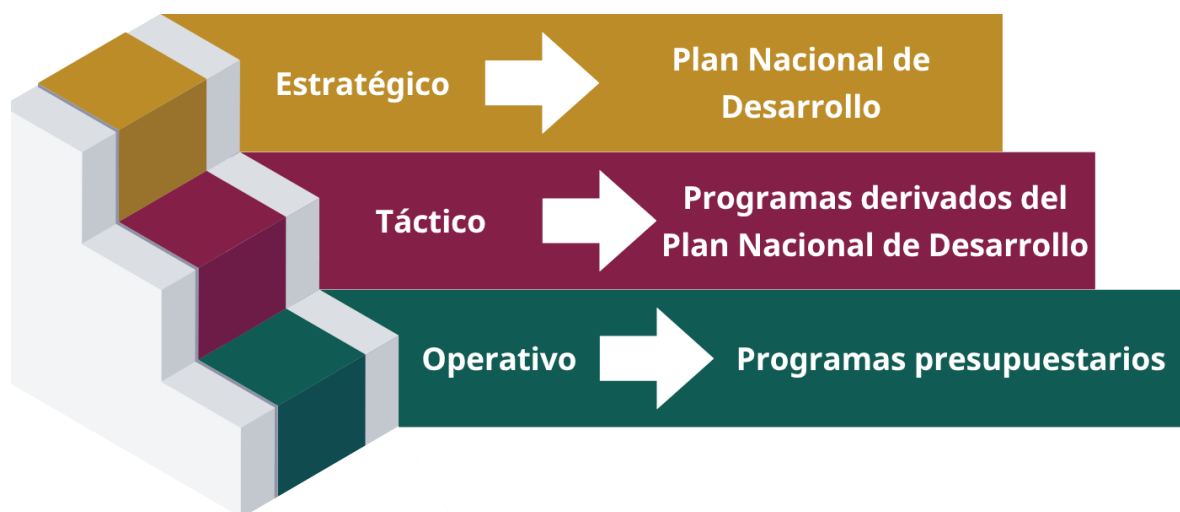 Estratégico
Plan Nacional de
Desarrollo
Táctico
Programas derivados del
Plan Nacional de Desarrollo
Operativo
Programas presupuestarios